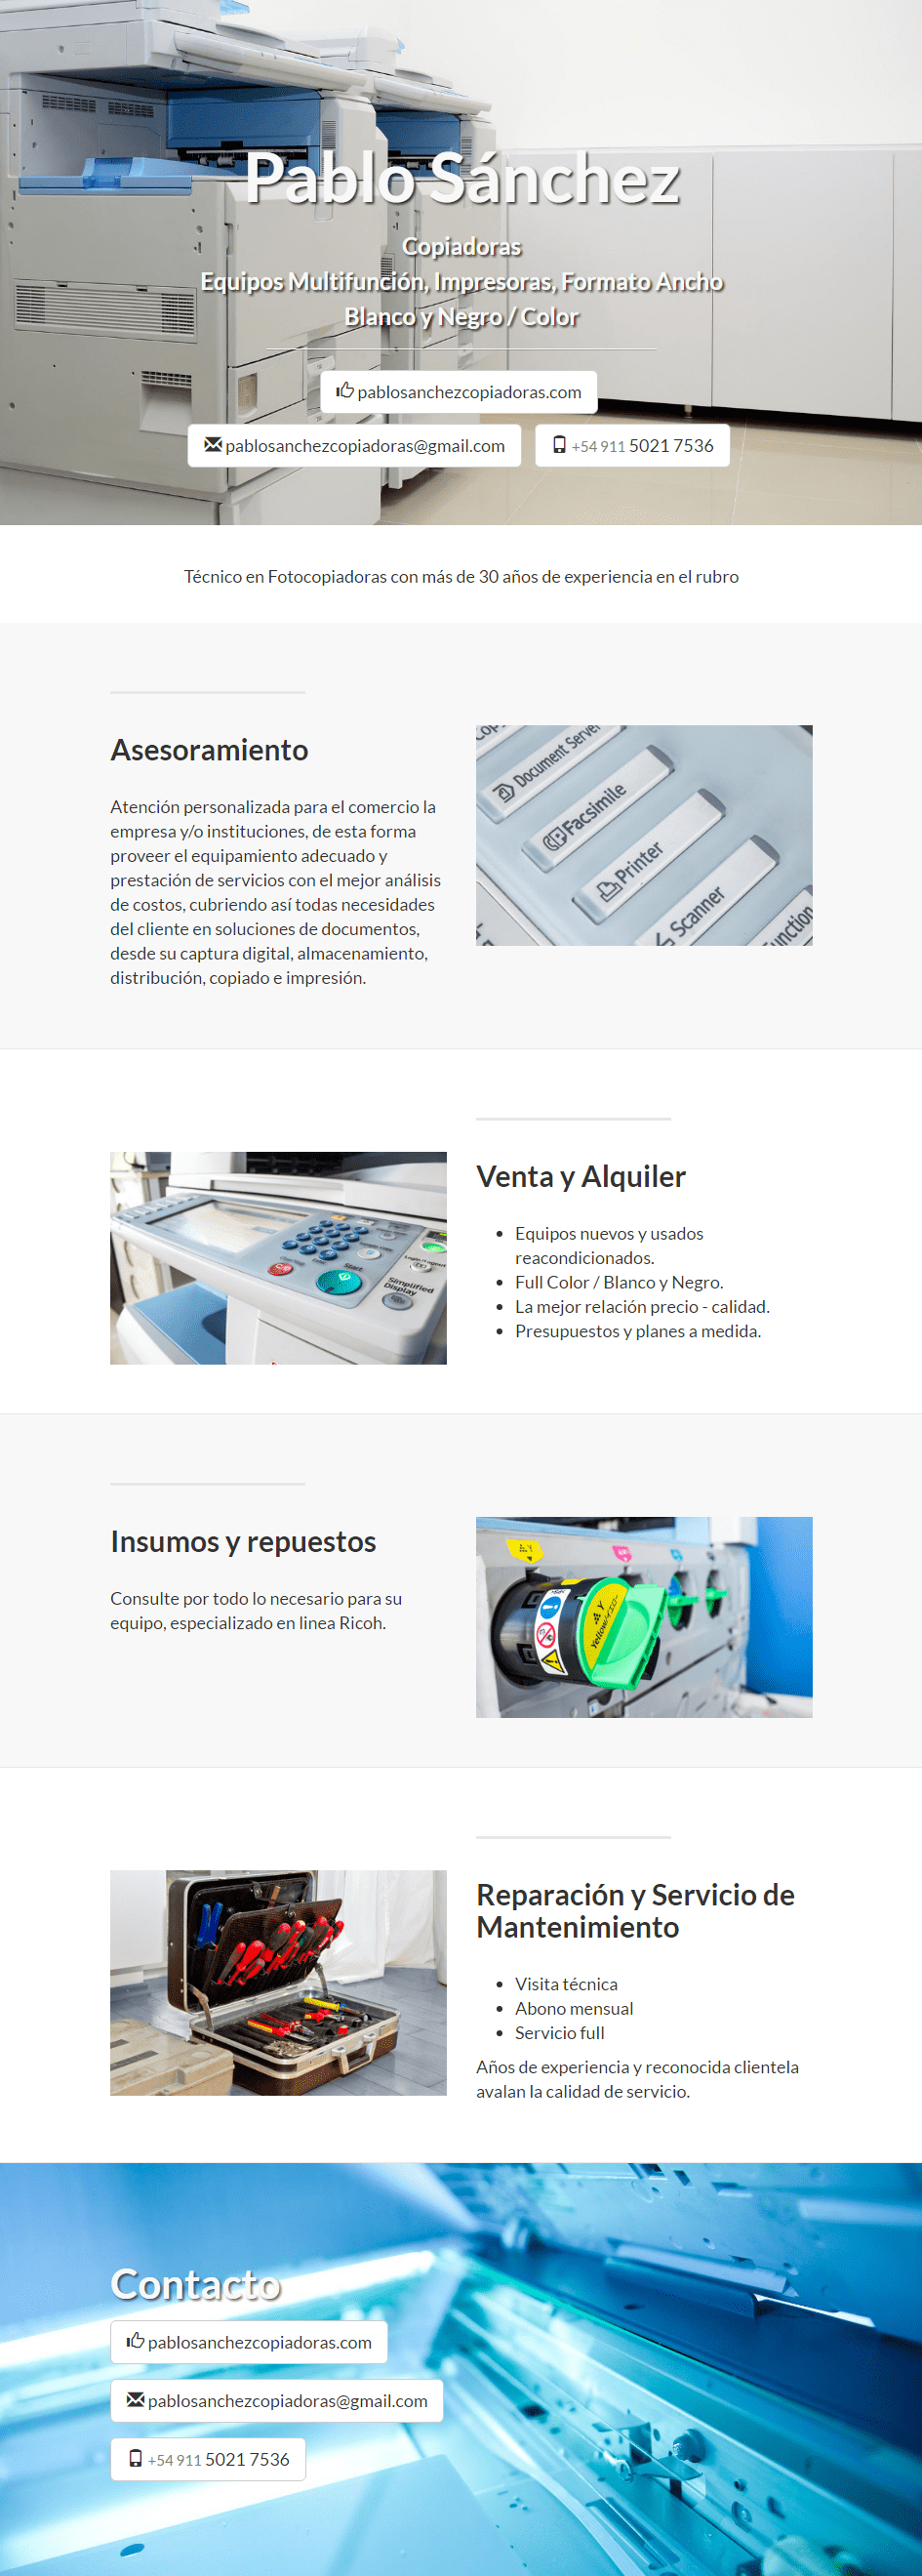 Pablo Sánchez
Copiadoras
Equipos Multifunción, Impresoras, Formato Ancho
Blanco y Negro / Color
pablosanchezcopiadoras.com
pablosanchezcopiadoras@gmail.com
+54 911 5021 7536
Técnico en Fotocopiadoras con más de 30 años de experiencia en el rubro
Asesoramiento
Atención personalizada para el comercio la
empresa y/o instituciones, de esta forma
proveer el equipamiento adecuado y
prestación de servicios con el mejor análisis
de costos, cubriendo así todas necesidades
del cliente en soluciones de documentos,
desde su captura digital, almacenamiento,
distribución, copiado e impresión.
Document Server
Facsimile
Printer
Scanner
Venta y Alquiler
Equipos nuevos y usados
reacondicionados.
Full Color / Blanco y Negro.
La mejor relación precio - calidad.
Presupuestos y planes a medida.
Start
Simplified
Display
Insumos y repuestos
Consulte por todo lo necesario para su
equipo, especializado en linea Ricoh.
Y
Yellow
Reparación y Servicio de
Mantenimiento
Visita técnica
Abono mensual
Servicio full
Años de experiencia y reconocida clientela
avalan la calidad de servicio.
Contacto
pablosanchezcopiadoras.com
pablosanchezcopiadoras@gmail.com
+54 911 5021 7536